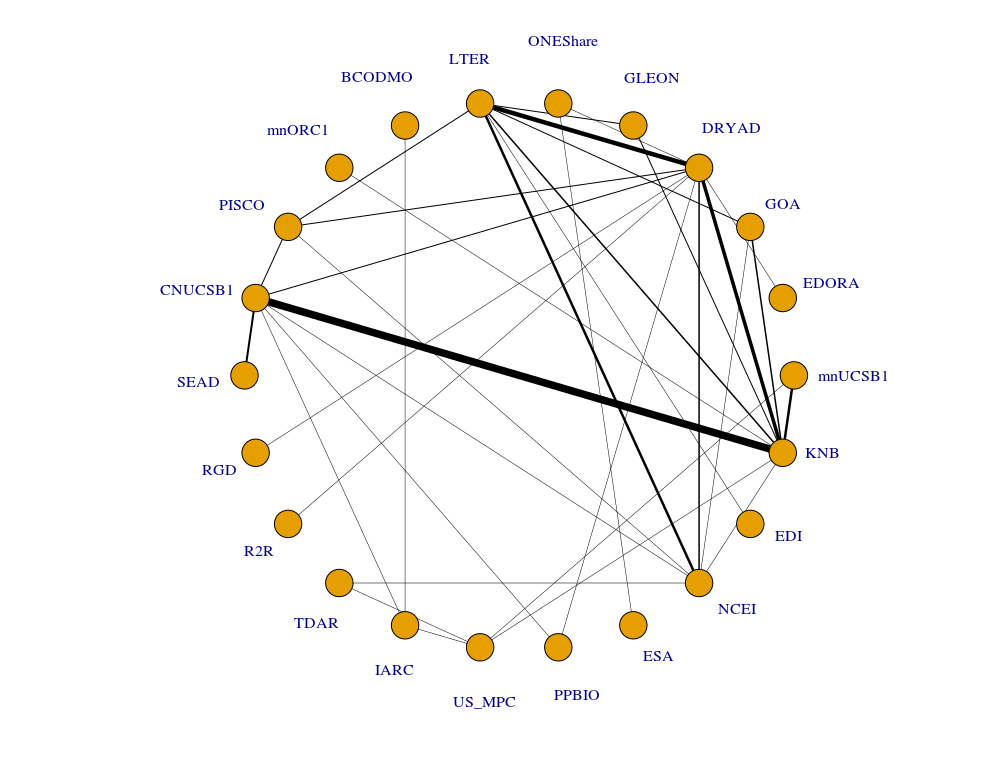 ONEShare
LTER
BCODMO
GLEON
mnORC1
DRYAD
PISCO
GOA
CNUCSB1
EDORA
SEAD
mnUCSB1
RGD
KNB
R2R
EDI
TDAR
NCEI
IARC
ESA
US_MPC
PPBIO